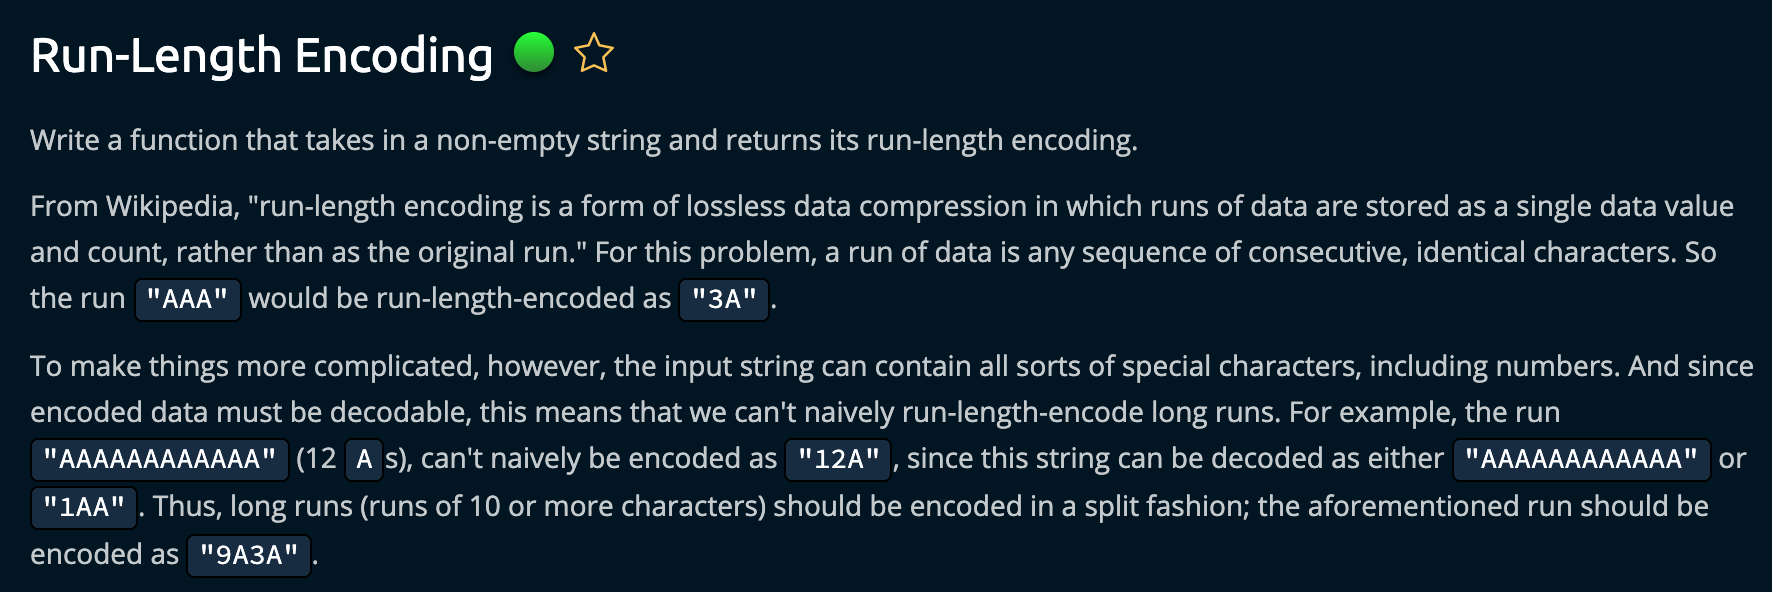 Run-Length Encoding
Write a function that takes in a non-empty string and returns its run-length encoding.
From Wikipedia, "run-length encoding is a form of lossless data compression in which runs of data are stored as a single data value
and count, rather than as the original run." For this problem, a run of data is any sequence of consecutive, identical characters. So
the run "AAA" would be run-length-encoded as "3A".
To make things more complicated, however, the input string can contain all sorts of special characters, including numbers. And since
encoded data must be decodable, this means that we can't naively run-length-encode long runs. For example, the run
"AAAAAAAAAAAA" (12 A s), can't naively be encoded as "12A" , since this string can be decoded as either "AAAAAAAAAAAA" or
"1AA" . Thus, long runs (runs of 10 or more characters) should be encoded in a split fashion; the aforementioned run should be
encoded as "9A3A" .